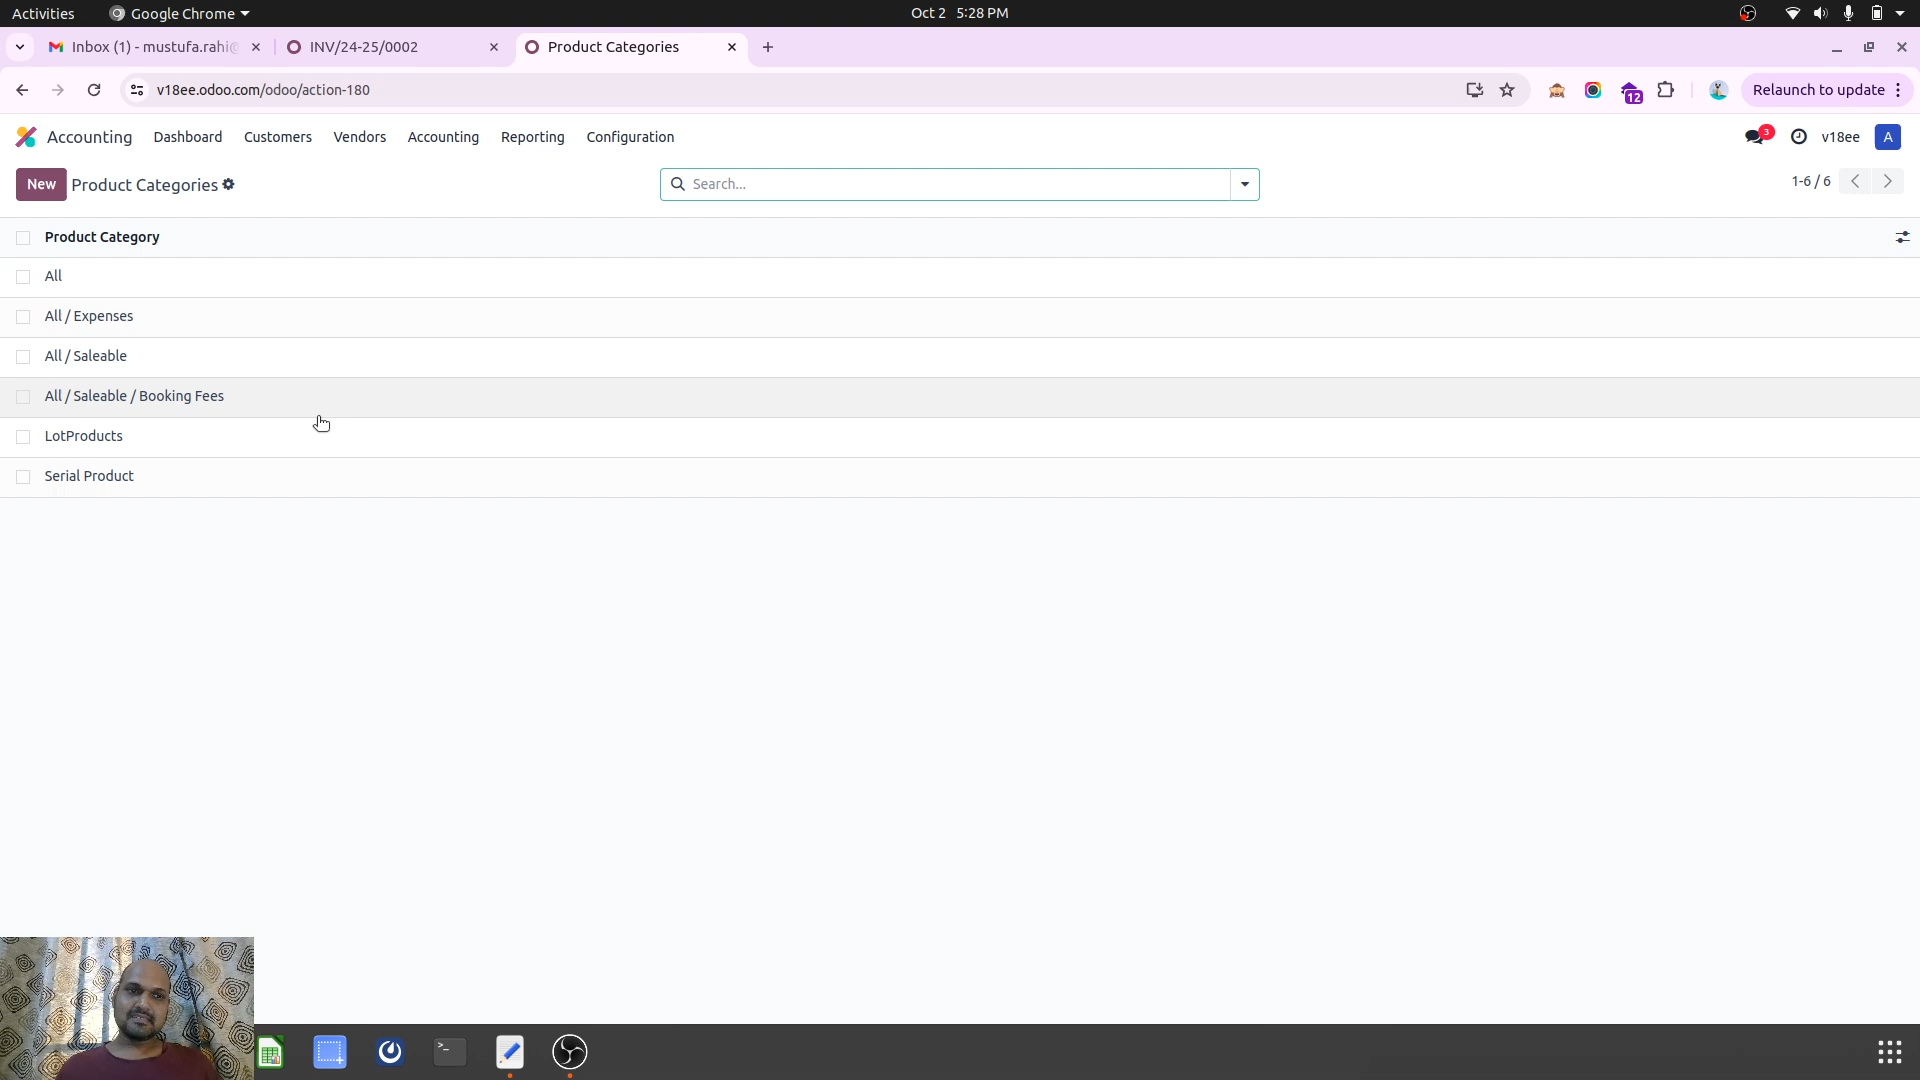 Activities Google Chrome Oct 2 5:28 PM
Inbox (1) - mustufa.rahi@ INV/24-25/0002 Product Categories
v18ee.odoo.com/odoo/action-180 12 Relaunch to update
Accounting Dashboard Customers Vendors Accounting Reporting Configuration 3 v18ee A
New Product Categories Search... 1-6 / 6
Product Category
All
All / Expenses
All / Saleable
All / Saleable / Booking Fees
LotProducts
Serial Product